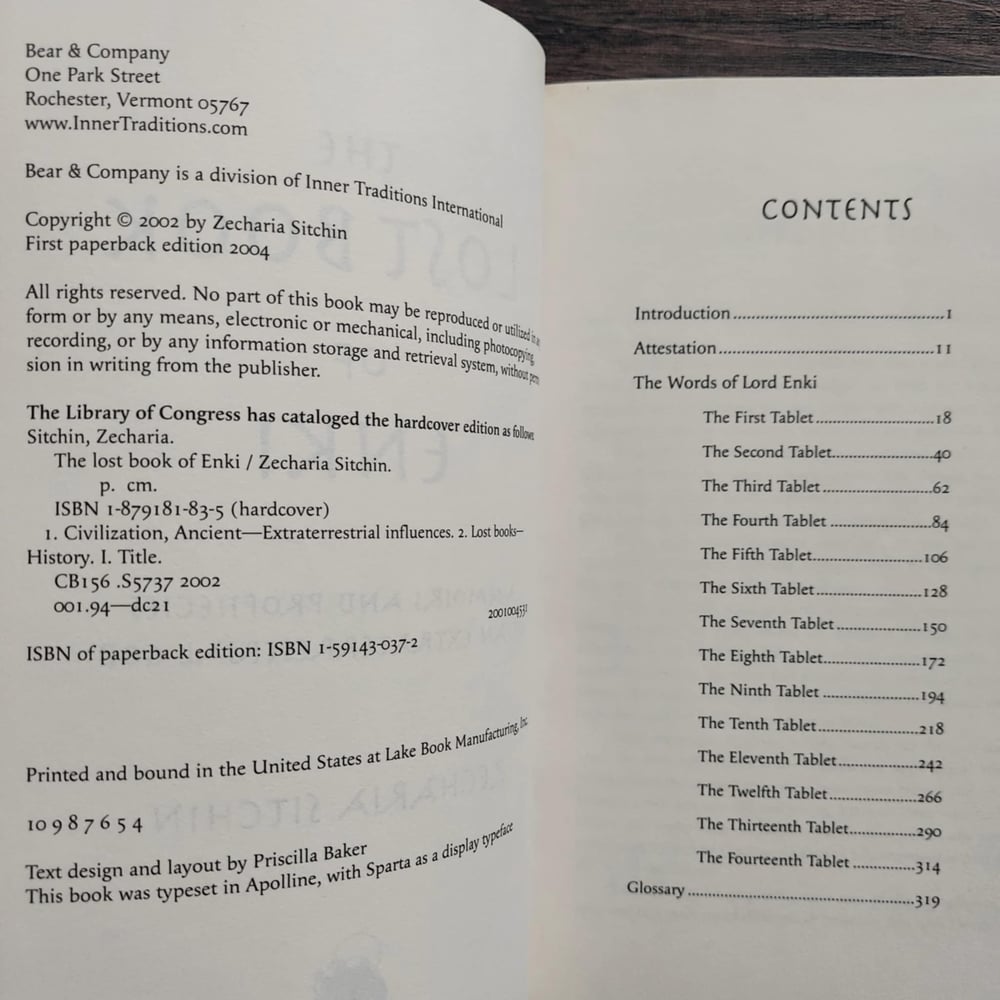 Bear & Company
One Park Street
Rochester, Vermont 05767
www.InnerTraditions.com
Bear & Company is a division of Inner Traditions International
Copyright © 2002 by Zecharia Sitchin
First paperback edition 2004
All rights reserved. No part of this book may be reproduced or utilized in
form or by any means, electronic or mechanical, including photocopying,
recording, or by any information storage and retrieval system, without
sion in writing from the publisher.
The Library of Congress has cataloged the hardcover edition as follows
Sitchin, Zecharia.
The lost book of Enki / Zecharia Sitchin.
p. cm.
ISBN 1-879181-83-5 (hardcover)
1. Civilization, Ancient—Extraterrestrial influences. 2. Lost books—
History. I. Title.
CB156 .S5737 2002
001.94—dc21
2001004531
ISBN of paperback edition: ISBN 1-59143-037-2
Printed and bound in the United States at Lake Book Manufacturing, Inc.
10 9 8 7 6 5 4
Text design and layout by Priscilla Baker
This book was typeset in Apolline, with Sparta as a display typeface
CONTENTS
Introduction....................................1
Attestation....................................11
The Words of Lord Enki
The First Tablet....................18
The Second Tablet....................40
The Third Tablet....................62
The Fourth Tablet....................84
The Fifth Tablet....................106
The Sixth Tablet....................128
The Seventh Tablet....................150
The Eighth Tablet....................172
The Ninth Tablet....................194
The Tenth Tablet....................218
The Eleventh Tablet....................242
The Twelfth Tablet....................266
The Thirteenth Tablet....................290
The Fourteenth Tablet....................314
Glossary....................................319